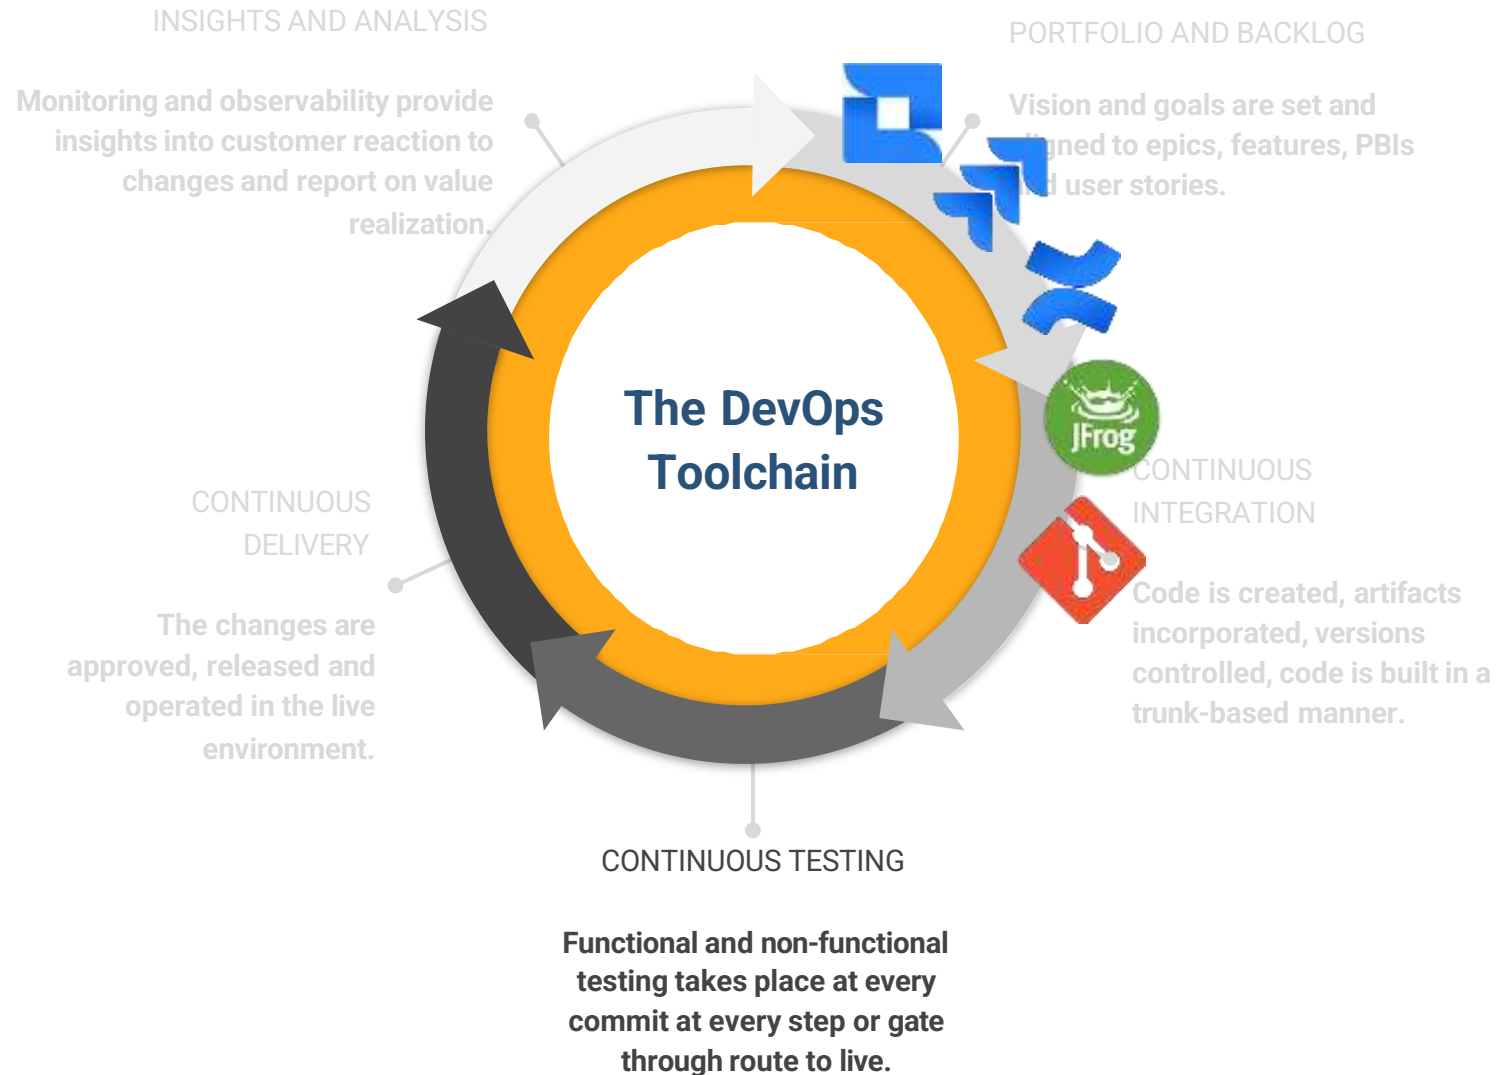 INSIGHTS AND ANALYSIS
Monitoring and observability provide
insights into customer reaction to
changes and report on value
realization.
PORTFOLIO AND BACKLOG
Vision and goals are set and
to epics, features, PBIs
user stories.
The DevOps
Toolchain
JFrog
CONTINUOUS
INTEGRATION
Code is created, artifacts
incorporated, versions
controlled, code is built in a
trunk-based manner.
CONTINUOUS
DELIVERY
The changes are
approved, released and
operated in the live
environment.
CONTINUOUS TESTING
Functional and non-functional
testing takes place at every
commit at every step or gate
through route to live.